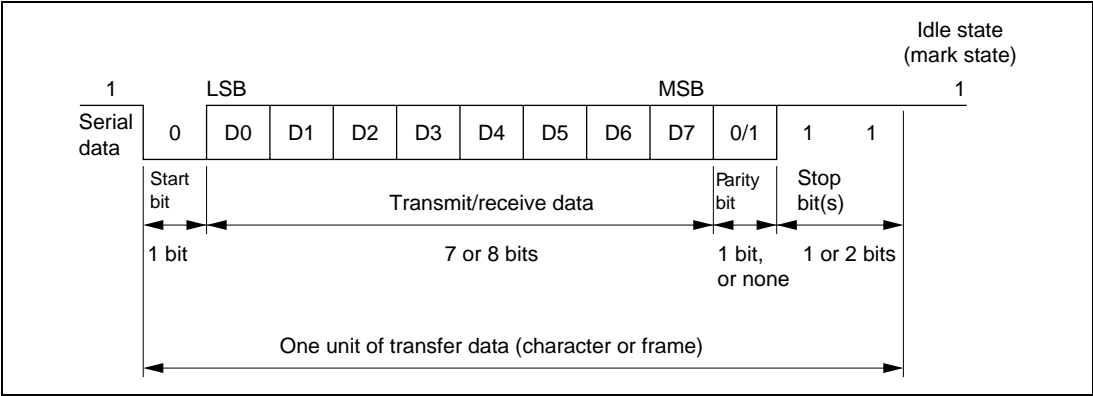 Idle state
(mark state)
1 LSB MSB 1
Serial
data
0 D0 D1 D2 D3 D4 D5 D6 D7 0/1 1 1
Start
bit
Transmit/receive data
Parity
bit
Stop
bit(s)
1 bit 7 or 8 bits 1 bit,
or none 1 or 2 bits
One unit of transfer data (character or frame)